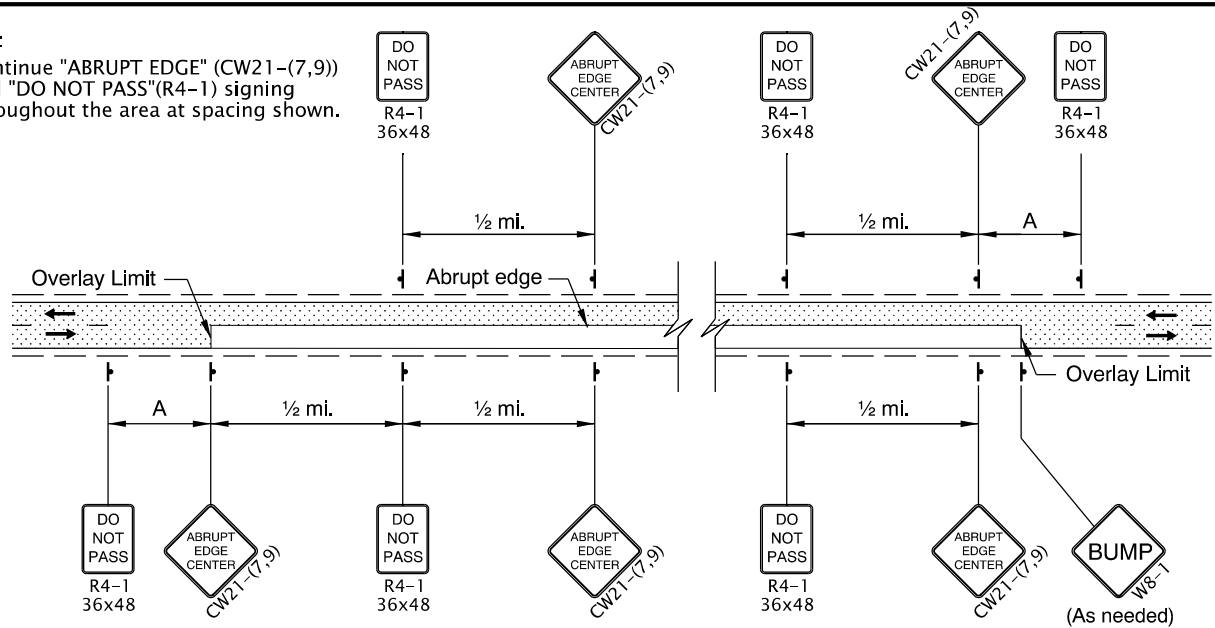 ntinue "ABRUPT EDGE" (CW21-(7,9))
"DO NOT PASS"(R4-1) signing
oughout the area at spacing shown.
DO
NOT
PASS
R4-1
36x48
ABRUPT
EDGE
CENTER
CW21-(7,9)
DO
NOT
PASS
R4-1
36x48
CW21-(7,9)
ABRUPT
EDGE
CENTER
DO
NOT
PASS
R4-1
36x48
½ mi.
½ mi.
A
Overlay Limit
Abrupt edge
Overlay Limit
A
½ mi.
½ mi.
½ mi.
DO
NOT
PASS
R4-1
36x48
ABRUPT
EDGE
CENTER
CW21-(7,9)
DO
NOT
PASS
R4-1
36x48
ABRUPT
EDGE
CENTER
CW21-(7,9)
DO
NOT
PASS
R4-1
36x48
ABRUPT
EDGE
CENTER
CW21-(7,9)
BUMP
W8-1
(As needed)